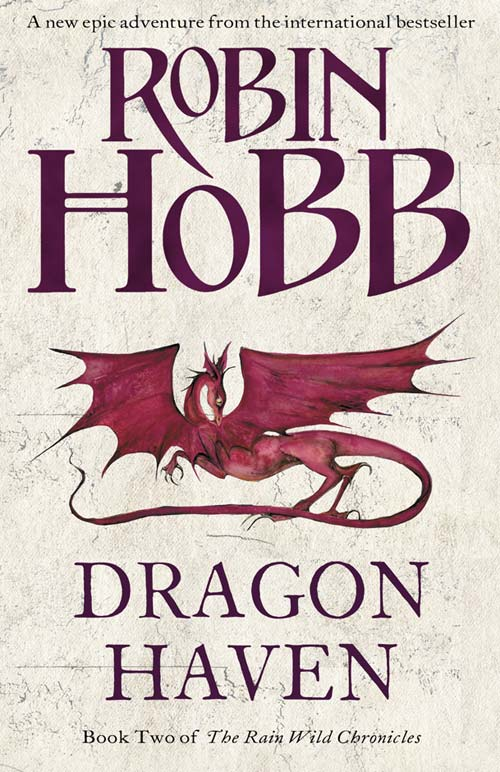 A new epic adventure from the international bestseller
ROBIN
HOBB
DRAGON
HAVEN
Book Two of The Rain Wild Chronicles